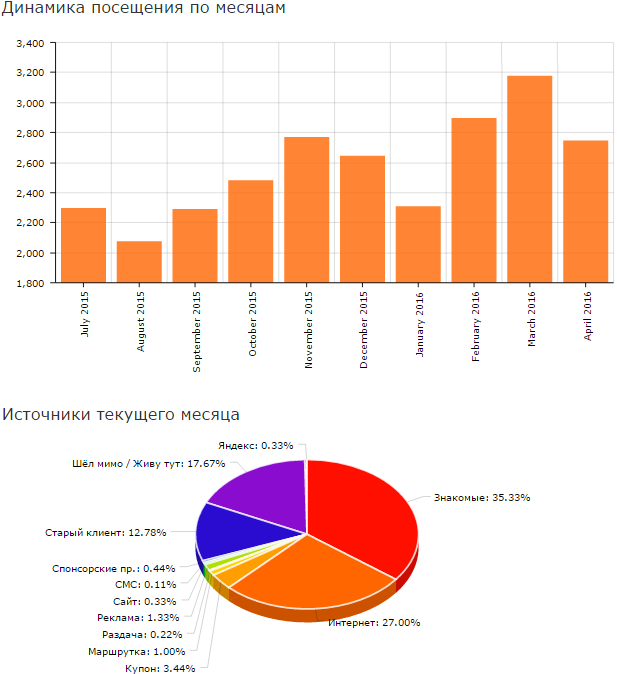 Динамика посещения по месяцам
3,400
3,200
3,000
2,800
2,600
2,400
2,200
2,000
1,800
July 2015
August 2015
September 2015
October 2015
November 2015
December 2015
January 2016
February 2016
March 2016
April 2016
Источники текущего месяца
Яндекс: 0.33%
Шёл мимо / Живу тут: 17.67%
Знакомые: 35.33%
Старый клиент: 12.78%
Спонсорские пр.: 0.44%
СМС: 0.11%
Сайт: 0.33%
Реклама: 1.33%
Интернет: 27.00%
Раздача: 0.22%
Маршрутка: 1.00%
Купон: 3.44%